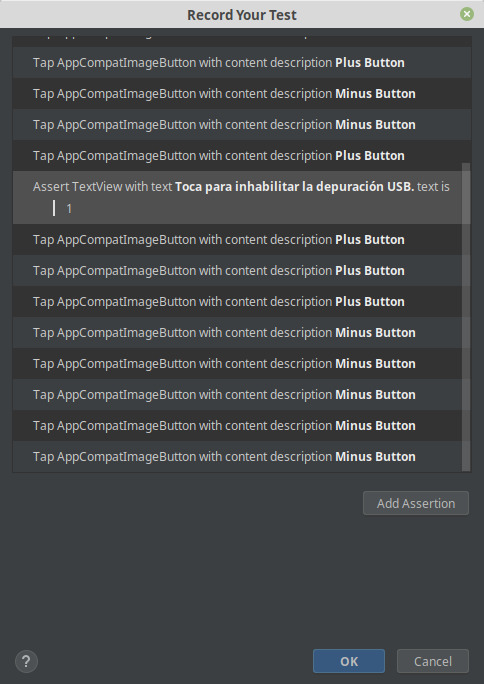 Record Your Test
Tap AppCompatImageButton with content description Plus Button
Tap AppCompatImageButton with content description Minus Button
Tap AppCompatImageButton with content description Minus Button
Tap AppCompatImageButton with content description Plus Button
Assert TextView with text Toca para inhabilitar la depuración USB. text is
1
Tap AppCompatImageButton with content description Plus Button
Tap AppCompatImageButton with content description Plus Button
Tap AppCompatImageButton with content description Plus Button
Tap AppCompatImageButton with content description Minus Button
Tap AppCompatImageButton with content description Minus Button
Tap AppCompatImageButton with content description Minus Button
Tap AppCompatImageButton with content description Minus Button
Tap AppCompatImageButton with content description Minus Button
Add Assertion
?
OK
Cancel